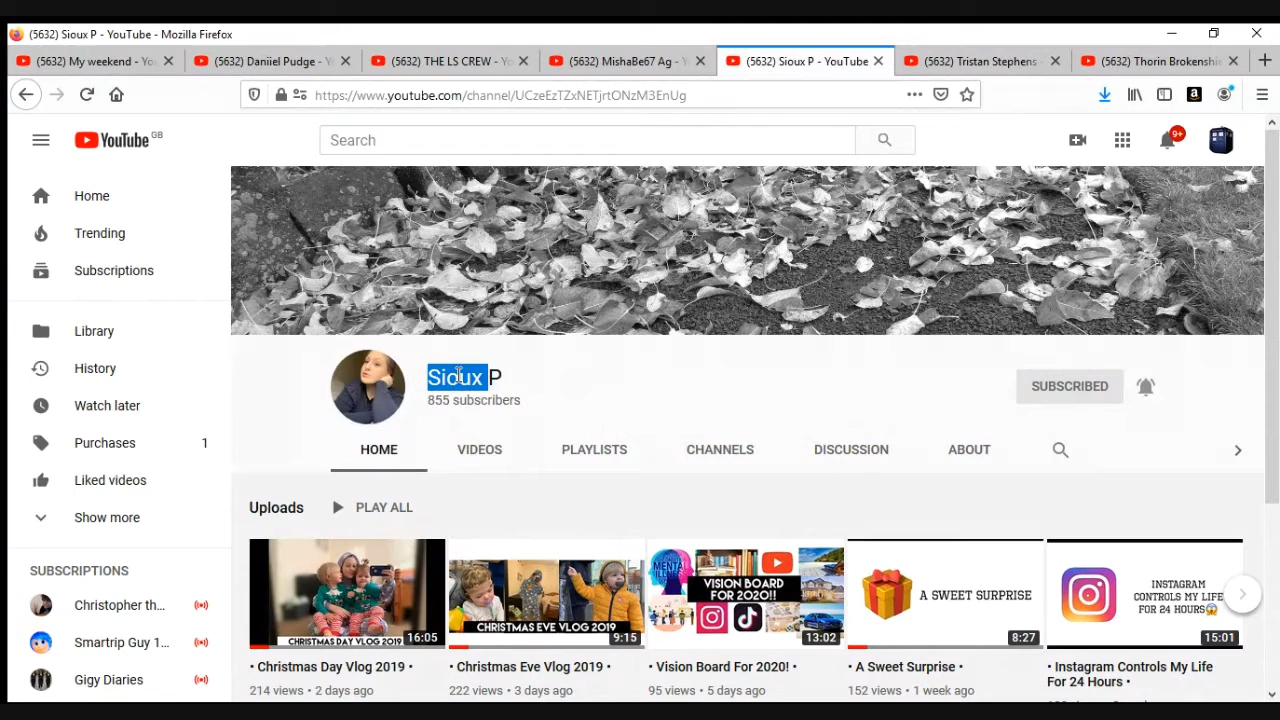 (5632) Sioux P - YouTube - Mozilla Firefox
(5632) My weekend - Yo
(5632) Daniiel Pudge - Y
(5632) THE LS CREW - Yo
(5632) MishaBe67 Ag - Y
(5632) Sioux P - YouTube
(5632) Tristan Stephens -
(5632) Thorin Brokenshi
https://www.youtube.com/channel/UCzeEzTZxNETjrtONzM3EnUg
YouTube GB
Search
9+
Home
Trending
Subscriptions
Library
History
Watch later
Purchases 1
Liked videos
Show more
SUBSCRIPTIONS
Christopher th...
Smartrip Guy 1...
Gigy Diaries
Sioux P
855 subscribers
SUBSCRIBED
HOME VIDEOS PLAYLISTS CHANNELS DISCUSSION ABOUT
Uploads PLAY ALL
CHRISTMAS DAY VLOG 2019
16:05
• Christmas Day Vlog 2019 •
214 views • 2 days ago
CHRISTMAS EVE VLOG 2019
9:15
• Christmas Eve Vlog 2019 •
222 views • 3 days ago
VISION BOARD
FOR 2020!!
13:02
• Vision Board For 2020! •
95 views • 5 days ago
A SWEET SURPRISE
8:27
• A Sweet Surprise •
152 views • 1 week ago
INSTAGRAM
CONTROLS MY LIFE
FOR 24 HOURS
15:01
• Instagram Controls My Life
For 24 Hours •